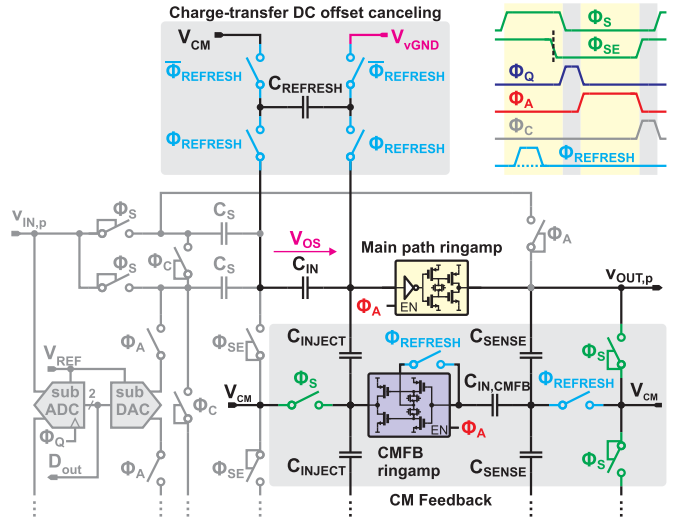 Charge-transfer DC offset canceling
V_CM
V_vGND
Φ̅_REFRESH
C_REFRESH
Φ̅_REFRESH
Φ_REFRESH
Φ_REFRESH
Φ_S
Φ_SE
Φ_Q
Φ_A
Φ_C
Φ_REFRESH
v_IN,p
Φ_S
C_S
V_OS
Main path ringamp
Φ_A
Φ_S
Φ_C
C_S
C_IN
Φ_A
EN
v_OUT,p
Φ_A
Φ_SE
C_INJECT
Φ_REFRESH
C_SENSE
Φ_S
V_REF
sub ADC
2
sub DAC
Φ_C
V_CM
Φ_S
C_IN,CMFB
Φ_REFRESH
V_CM
Φ_Q
EN
Φ_A
D_out
Φ_A
Φ_SE
C_INJECT
CMFB
ringamp
C_SENSE
Φ_S
CM Feedback